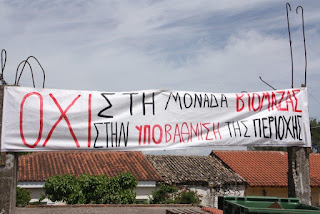 ΟΧΙ ΣΤΗ ΜΟΝΑΔΑ ΒΙΟΜΑΖΑΣ
ΣΤΗΝ ΥΠΟΒΑΘΜΙΣΗ ΤΗΣ ΠΕΡΙΟΧΗΣ